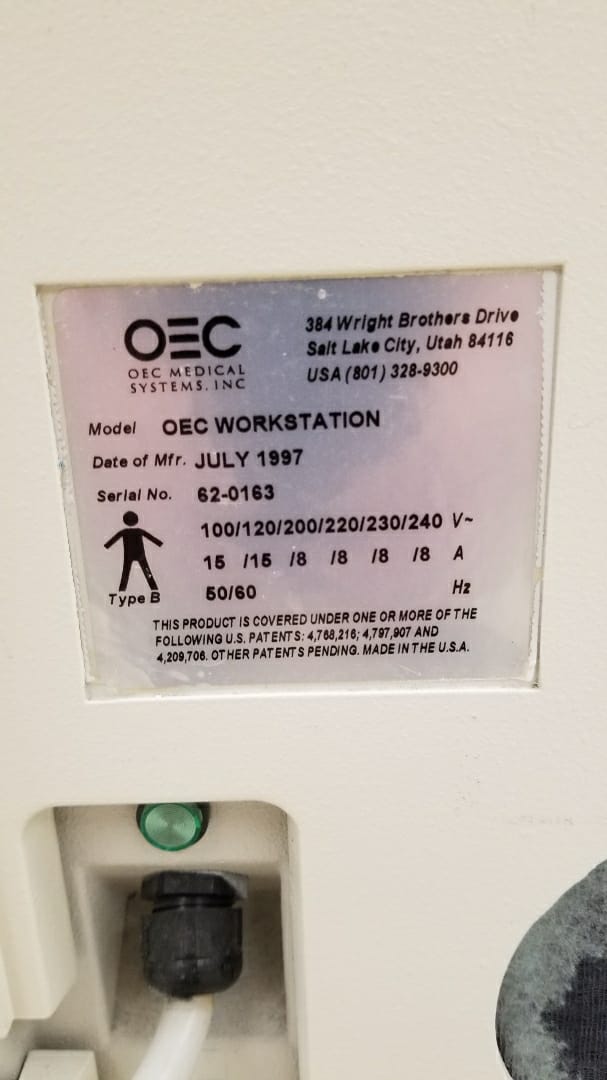 OEC
OEC MEDICAL
SYSTEMS, INC
384 Wright Brothers Drive
Salt Lake City, Utah 84116
USA (801) 328-9300
Model OEC WORKSTATION
Date of Mfr. JULY 1997
Serial No. 62-0163
100/120/200/220/230/240 V~
15 /15 /8 /8 /8 /8 A
Type B 50/60 Hz
THIS PRODUCT IS COVERED UNDER ONE OR MORE OF THE
FOLLOWING U.S. PATENTS: 4,768,216; 4,797,907 AND
4,209,706. OTHER PATENTS PENDING. MADE IN THE U.S.A.